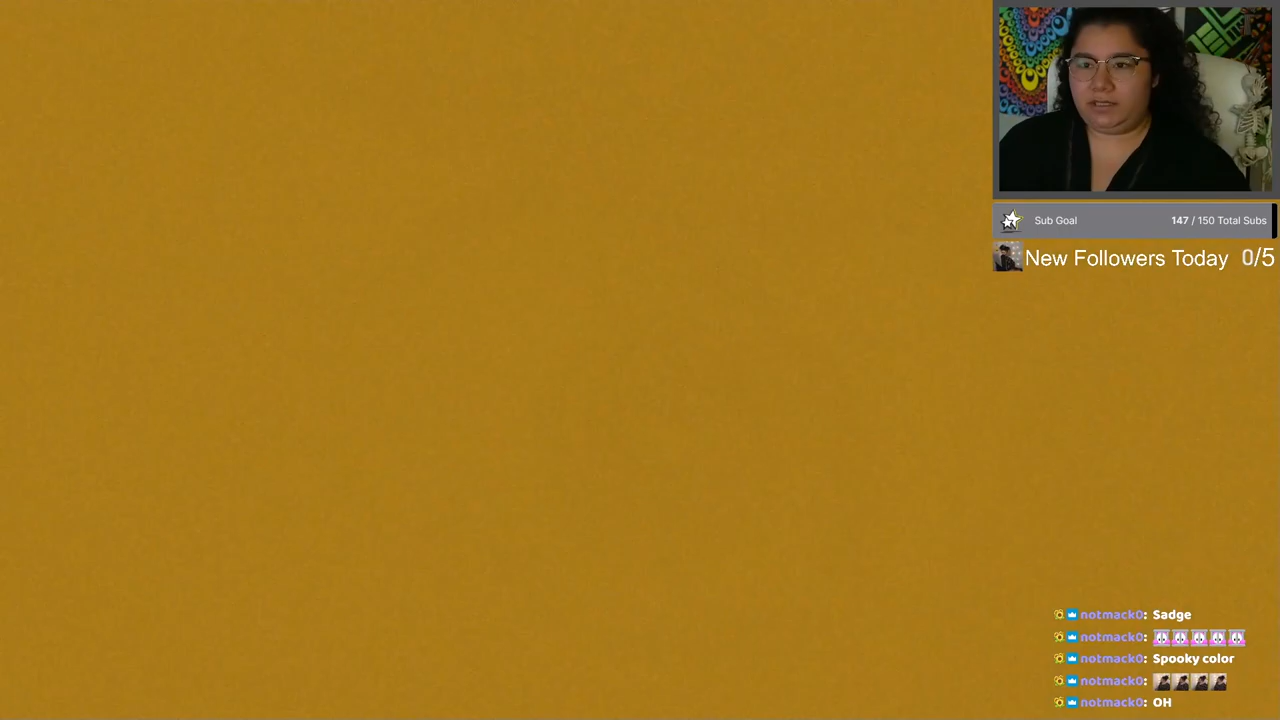 Sub Goal 147 / 150 Total Subs
New Followers Today 0/5
notmack0: Sadge
notmack0:
notmack0: Spooky color
notmack0:
notmack0: OH